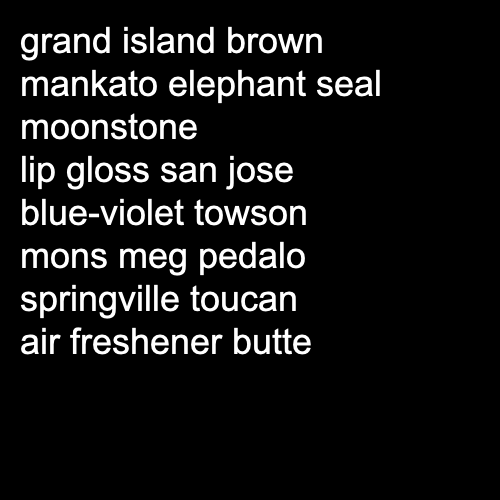 grand island brown
mankato elephant seal
moonstone
lip gloss san jose
blue-violet towson
mons meg pedalo
springville toucan
air freshener butte